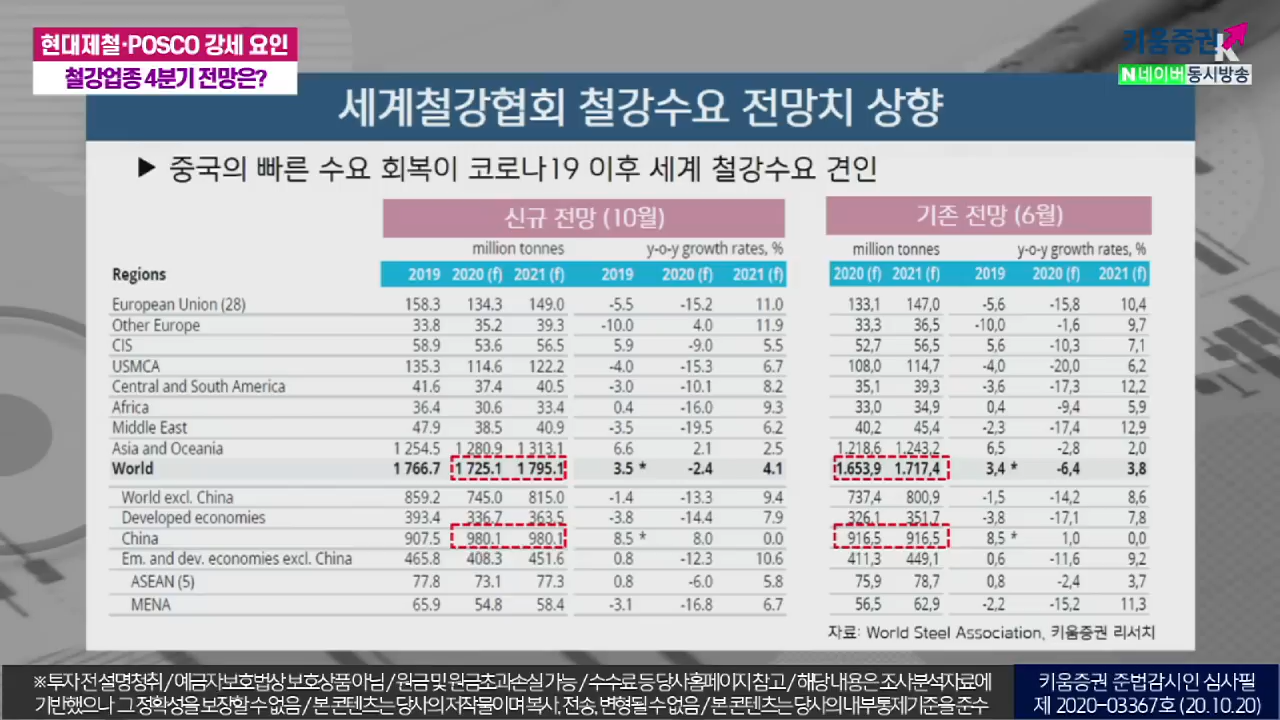 현대제철·POSCO 강세 요인
철강업종 4분기 전망은?
키움증권
N 네이버 동시방송
세계철강협회 철강수요 전망치 상향
▶ 중국의 빠른 수요 회복이 코로나19 이후 세계 철강수요 견인
신규 전망 (10월) 기존 전망 (6월)
million tonnes y-o-y growth rates, % million tonnes y-o-y growth rates, %
Regions 2019 2020 (f) 2021 (f) 2019 2020 (f) 2021 (f) 2020 (f) 2021 (f) 2019 2020 (f) 2021 (f)
European Union (28) 158.3 134.3 149.0 -5.5 -15.2 11.0 133,1 147,0 -5,6 -15,8 10,4
Other Europe 33.8 35.2 39.3 -10.0 4.0 11.9 33,3 36,5 -10,0 -1,6 9,7
CIS 58.9 53.6 56.5 5.9 -9.0 5.5 52,7 56,5 5,6 -10,3 7,1
USMCA 135.3 114.6 122.2 -4.0 -15.3 6.7 108,0 114,7 -4,0 -20,0 6,2
Central and South America 41.6 37.4 40.5 -3.0 -10.1 8.2 35,1 39,3 -3,6 -17,3 12,2
Africa 36.4 30.6 33.4 0.4 -16.0 9.3 33,0 34,9 0,4 -9,4 5,9
Middle East 47.9 38.5 40.9 -3.5 -19.5 6.2 40,2 45,4 -2,3 -17,4 12,9
Asia and Oceania 1 254.5 1 280.9 1 313.1 6.6 2.1 2.5 1.218,6 1.243,2 6,5 -2,8 2,0
World 1 766.7 1 725.1 1 795.1 3.5 * -2.4 4.1 1.653,9 1.717,4 3,4 * -6,4 3,8
World excl. China 859.2 745.0 815.0 -1.4 -13.3 9.4 737,4 800,9 -1,5 -14,2 8,6
Developed economies 393.4 336.7 363.5 -3.8 -14.4 7.9 326,1 351,7 -3,8 -17,1 7,8
China 907.5 980.1 980.1 8.5 * 8.0 0.0 916,5 916,5 8,5 * 1,0 0,0
Em. and dev. economies excl. China 465.8 408.3 451.6 0.8 -12.3 10.6 411,3 449,1 0,6 -11,6 9,2
ASEAN (5) 77.8 73.1 77.3 0.8 -6.0 5.8 75,9 78,7 0,8 -2,4 3,7
MENA 65.9 54.8 58.4 -3.1 -16.8 6.7 56,5 62,9 -2,2 -15,2 11,3
자료: World Steel Association, 키움증권 리서치
※ 투자 전 설명청취 / 예금자보호법상 보호상품 아님 / 원금 및 원금초과손실 가능 / 수수료 등 당사홈페이지 참고 / 해당 내용은 조사분석자료에
기반했으나 그 정확성을 보장할 수 없음 / 본 콘텐츠는 당사의 저작물이며 복사, 전송, 변형될 수 없음 / 본 콘텐츠는 당사의 내부통제기준을 준수
키움증권 준법감시인 심사필
제 2020-03367호 (20.10.20)